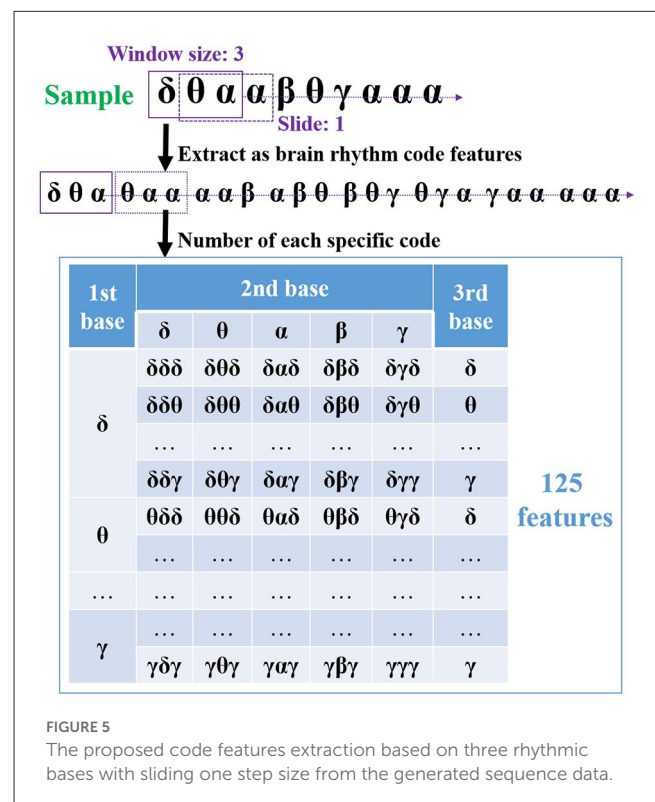 Window size: 3
Sample δ θ α α β θ γ α α α
Slide: 1
Extract as brain rhythm code features
δ θ α θ α α α α β α β θ β θ γ θ γ α γ α α α α α
Number of each specific code
1st base 2nd base 3rd base
δ θ α β γ
δ δδδ δθδ δαδ δβδ δγδ δ
δδθ δθθ δαθ δβθ δγθ θ
… … … … … …
δδγ δθγ δαγ δβγ δγγ γ
θ θδδ θθδ θαδ θβδ θγδ δ
… … … … … …
… … … … … … …
γ … … … … … …
γδγ γθγ γαγ γβγ γγγ γ
125 features
FIGURE 5
The proposed code features extraction based on three rhythmic
bases with sliding one step size from the generated sequence data.